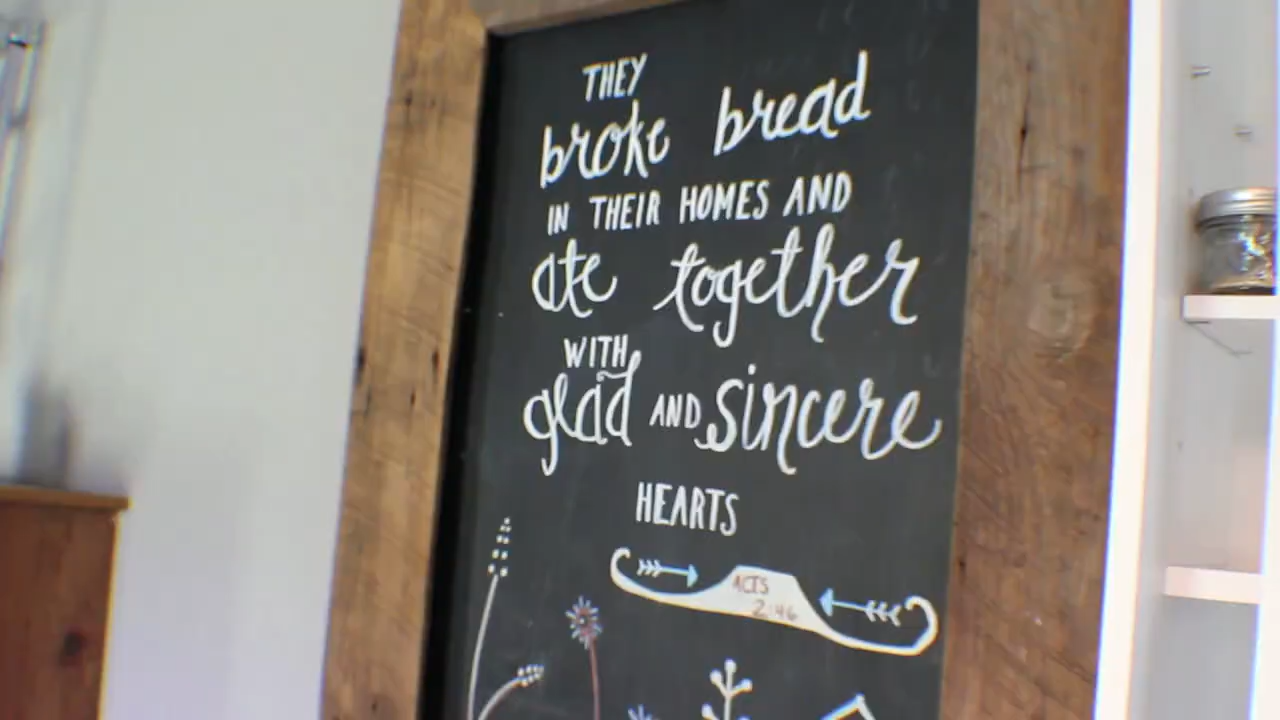 THEY
broke bread
IN THEIR HOMES AND
ate together
WITH
glad AND sincere
HEARTS
ACTS
2:46